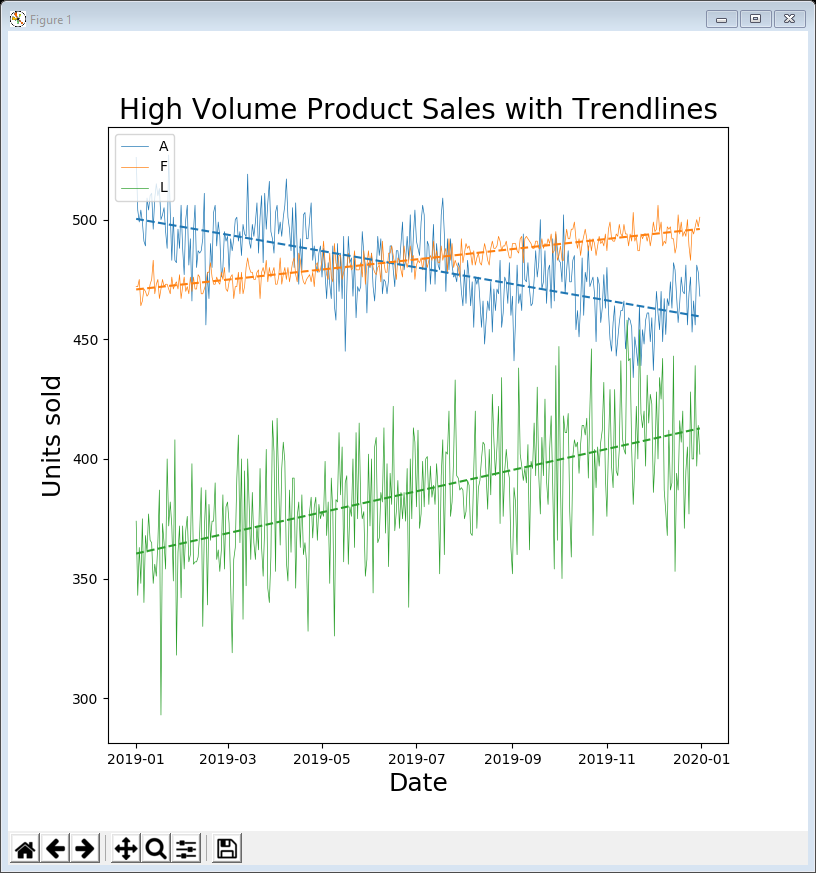 Figure 1
High Volume Product Sales with Trendlines
A
F
L
Units sold
500
450
400
350
300
2019-01 2019-03 2019-05 2019-07 2019-09 2019-11 2020-01
Date